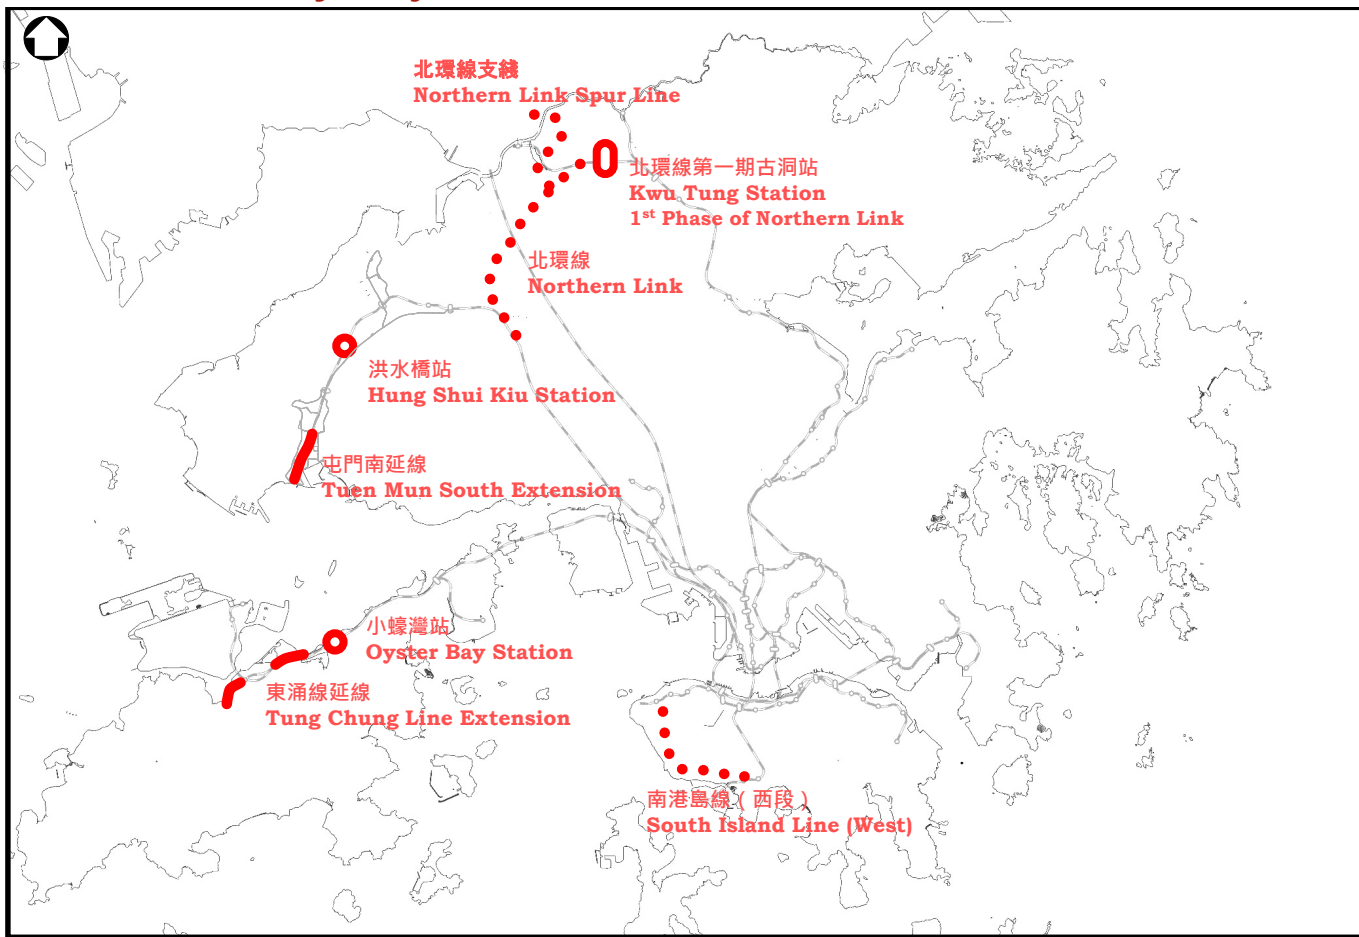 北環線支綫
Northern Link Spur Line
北環線第一期古洞站
Kwu Tung Station
1st Phase of Northern Link
北環線
Northern Link
洪水橋站
Hung Shui Kiu Station
屯門南延線
Tuen Mun South Extension
小蠔灣站
Oyster Bay Station
東涌線延線
Tung Chung Line Extension
南港島線（西段）
South Island Line (West)